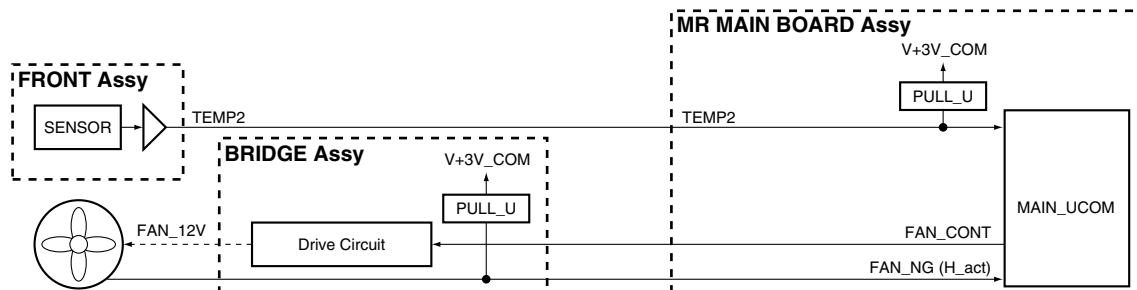 MR MAIN BOARD Assy
V+3V_COM
FRONT Assy
PULL_U
SENSOR
TEMP2
TEMP2
BRIDGE Assy
V+3V_COM
PULL_U
MAIN_UCOM
FAN_12V
Drive Circuit
FAN_CONT
FAN_NG (H_act)